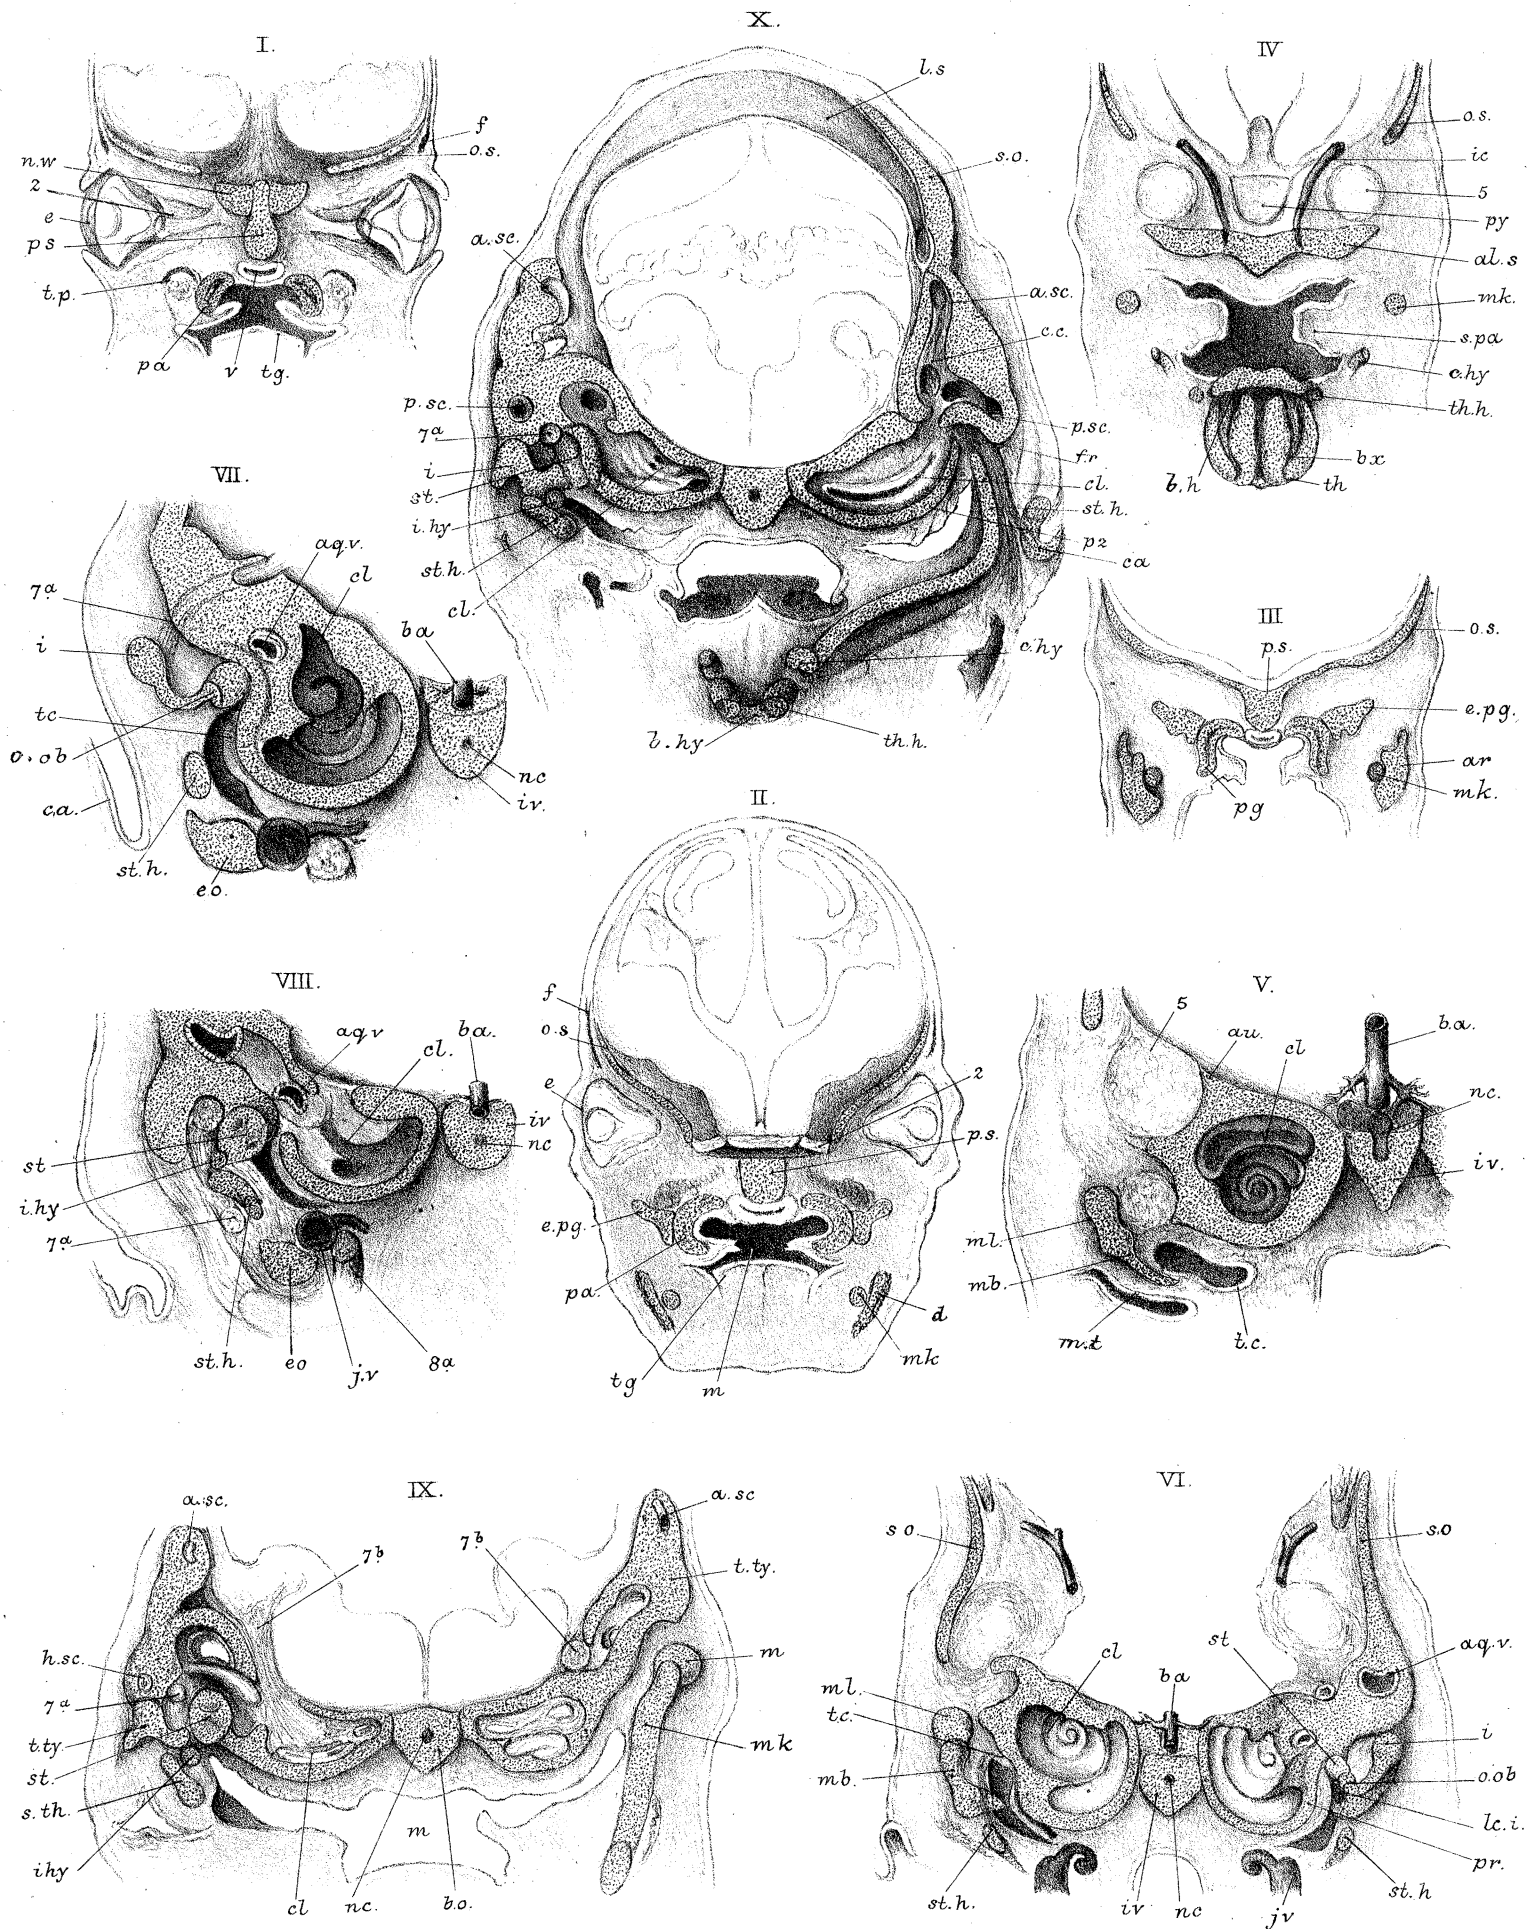 I.
f
o.s.
n.w
2
e
p s
t.p.
pa
v
tg.
X.
l.s
s.o.
a.sc.
a.sc.
c.c.
p.sc.
7a
i
st.
i.hy
st.h.
cl.
p.sc.
f.r
cl.
st.h.
pz
ca
c.hy
th.h.
b.hy
IV
o.s.
ic
5
py
al.s
mk.
s.pa
c.hy
th.h.
bx
th
b.h
VII.
aq.v.
cl
7a
i
ba
tc
o.ob
c.a.
nc
iv.
st.h.
e.o.
III
o.s.
p.s.
e.pg.
ar
mk.
pg
II.
f
o.s
e
2
p.s.
e.pg.
pa.
d
mk
tg
m
VIII.
aq.v
cl.
ba.
iv
nc
st
i.hy
7a
st.h.
eo
j.v
8a
V.
5
au.
cl
b.a.
nc.
iv.
ml.
mb.
m.t
t.c.
IX.
a.sc.
7b
7b
a.sc
t.ty.
h.sc.
7a
t.ty.
st.
s.th.
ihy
m
mk
m
cl
nc.
b.o.
VI.
s o
s.o
cl
ba
st
aq.v.
ml.
t.c.
mb.
i
o.ob
lc.i.
pr.
st.h.
iv
nc
jv
st.h